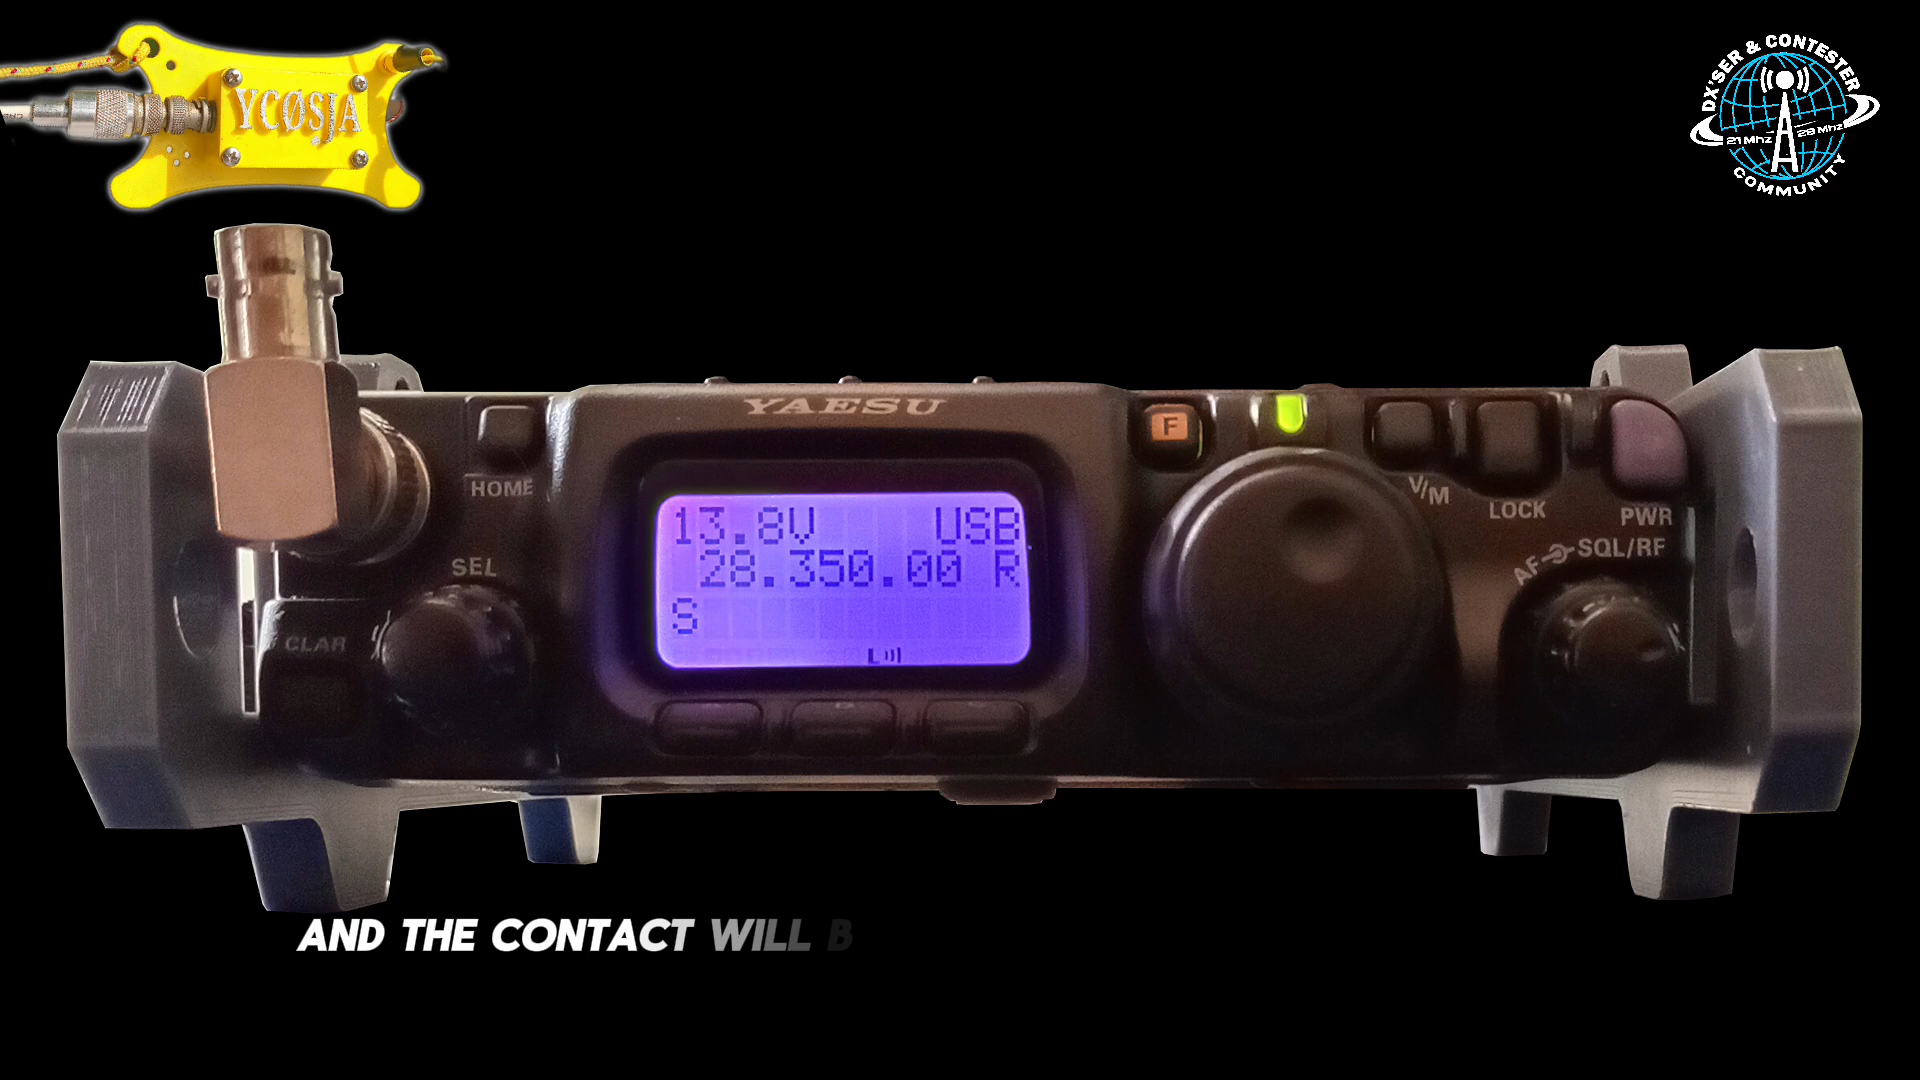 YCØSJA
DX'SER & CONTESTER
21 Mhz 28 Mhz
COMMUNITY
YAESU
F
HOME
V/M
LOCK
PWR
13.8V USB
28.350.00 R
S
SEL
AF SQL/RF
CLAR
AND THE CONTACT WILL B